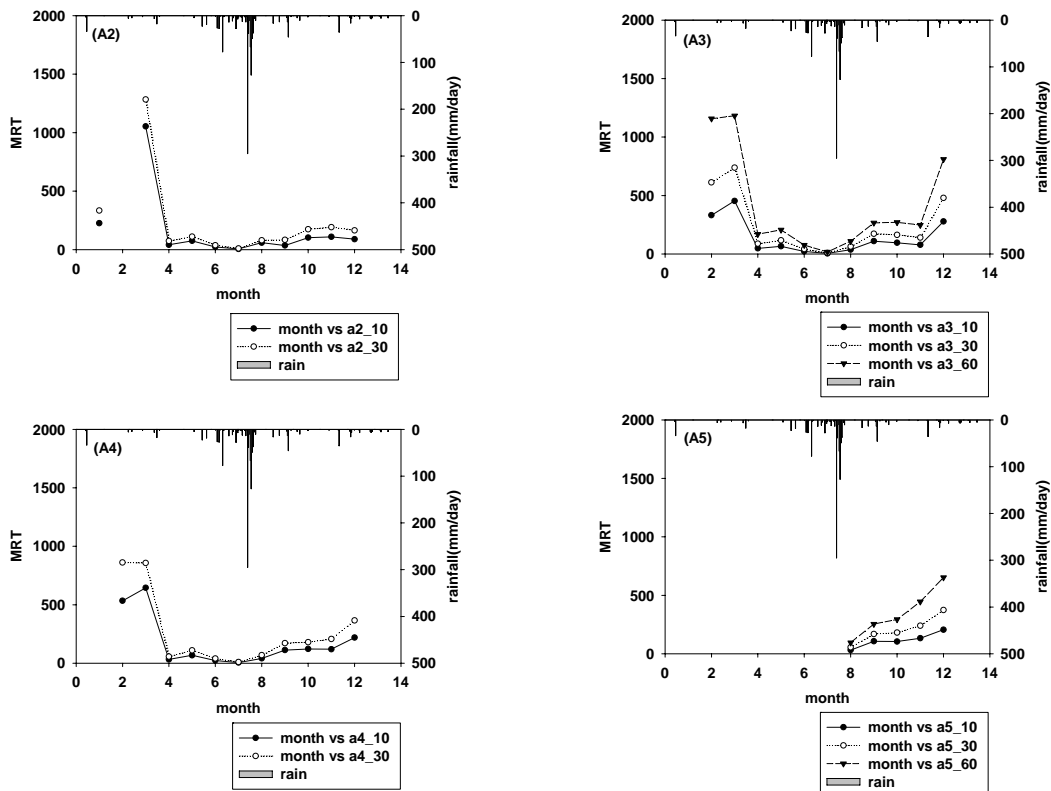 (A2)
2000
1500
1000
500
0
MRT
0
100
200
300
400
500
rainfall(mm/day)
0 2 4 6 8 10 12 14
month
month vs a2_10
month vs a2_30
rain
(A3)
2000
1500
1000
500
0
MRT
0
100
200
300
400
500
rainfall(mm/day)
0 2 4 6 8 10 12 14
month
month vs a3_10
month vs a3_30
month vs a3_60
rain
(A4)
2000
1500
1000
500
0
MRT
0
100
200
300
400
500
rainfall(mm/day)
0 2 4 6 8 10 12 14
month
month vs a4_10
month vs a4_30
rain
(A5)
2000
1500
1000
500
0
MRT
0
100
200
300
400
500
rainfall(mm/day)
0 2 4 6 8 10 12 14
month
month vs a5_10
month vs a5_30
month vs a5_60
rain